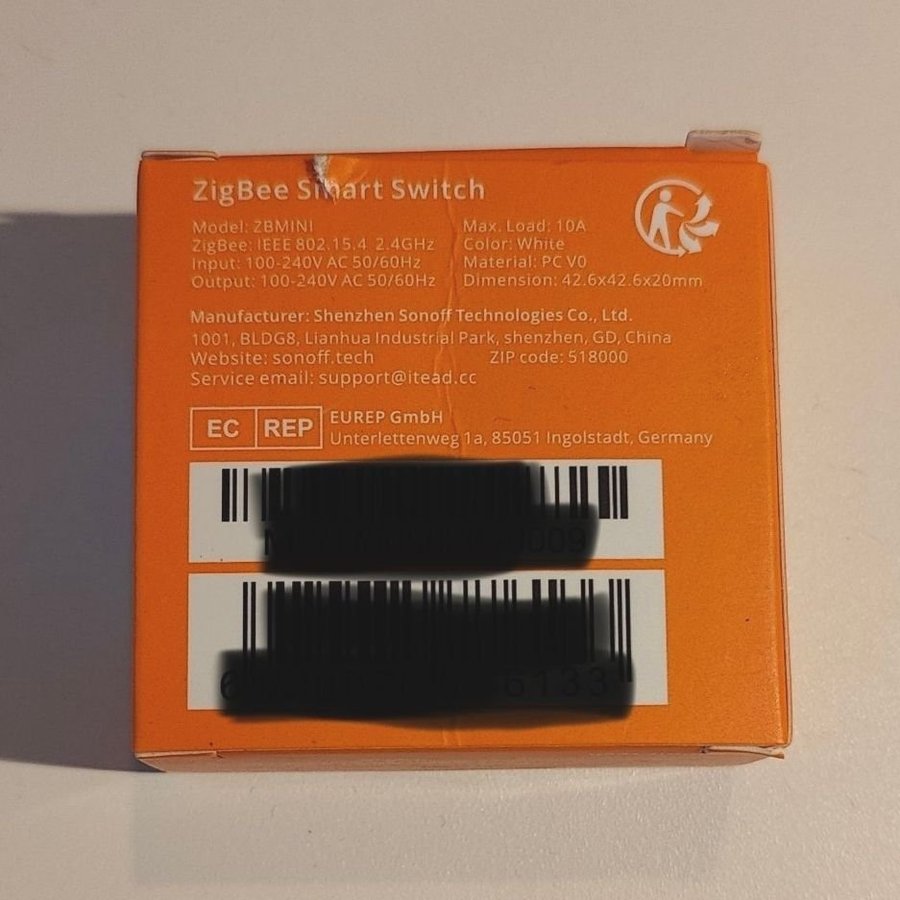 ZigBee Smart Switch
Model: ZBMINI
ZigBee: IEEE 802.15.4 2.4GHz
Input: 100-240V AC 50/60Hz
Output: 100-240V AC 50/60Hz
Max. Load: 10A
Color: White
Material: PC V0
Dimension: 42.6x42.6x20mm
Manufacturer: Shenzhen Sonoff Technologies Co., Ltd.
1001, BLDG8, Lianhua Industrial Park, shenzhen, GD, China
Website: sonoff.tech ZIP code: 518000
Service email: support@itead.cc
EC REP
EUREP GmbH
Unterlettenweg 1a, 85051 Ingolstadt, Germany